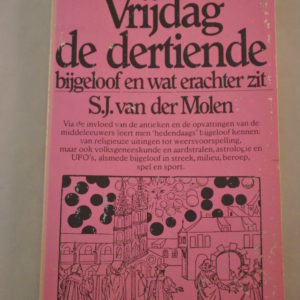 Vrijdag
de dertiende
bijgeloof en wat erachter zit
S.J. van der Molen
Via de invloed van de antieken en de opvattingen van de
middeleeuwers leert men 'hedendaags' bijgeloof kennen:
van religieuze uitingen tot weersvoorspelling,
maar ook volksgeneeskunde en aardstralen, astrologie en
UFO's, alsmede bijgeloof in streek, milieu, beroep,
spel en sport.